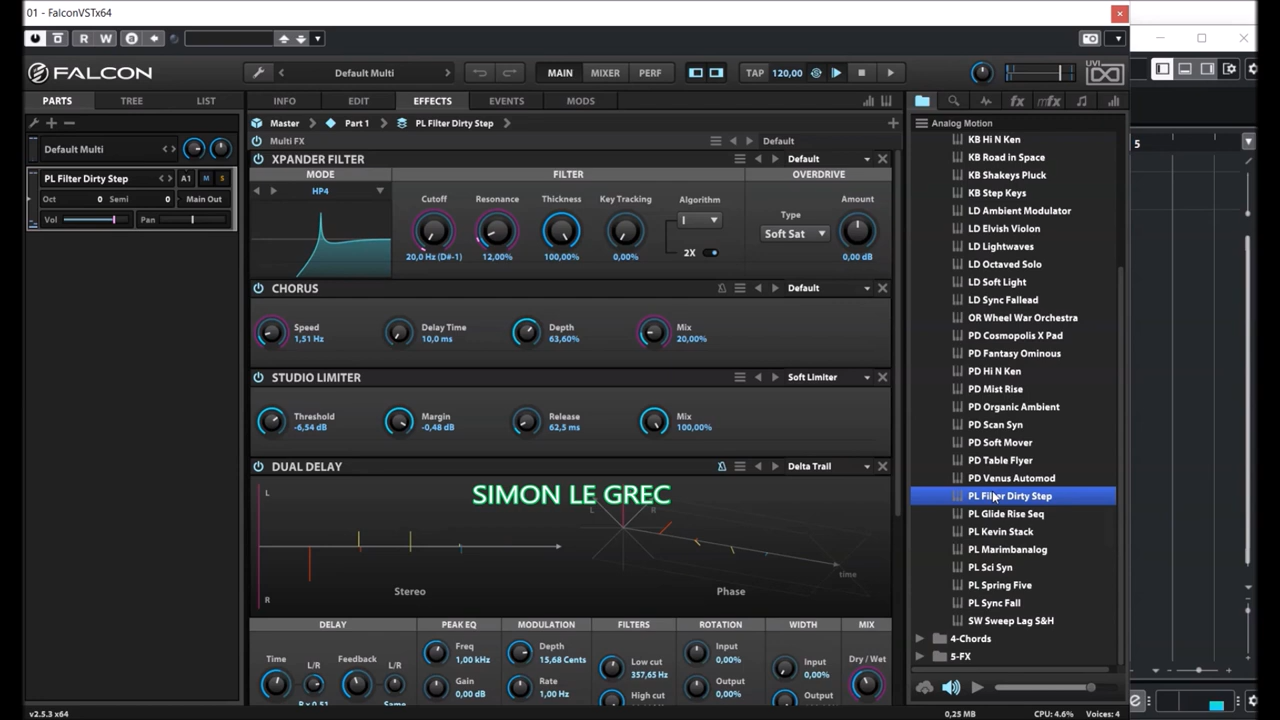 01 - FalconVSTx64
R W a
FALCON
Default Multi
MAIN MIXER PERF
TAP 120,00
UVI
PARTS TREE LIST
INFO EDIT EFFECTS EVENTS MODS
Master Part 1 PL Filter Dirty Step
Analog Motion
5
Default Multi
Multi FX Default
PL Filter Dirty Step A1 M S
Oct 0 Semi 0 Main Out
Vol Pan
XPANDER FILTER Default
MODE FILTER OVERDRIVE
HP4
Cutoff Resonance Thickness Key Tracking Algorithm
I
2X
20,0 Hz (D#-1) 12,00% 100,00% 0,00%
Type Amount
Soft Sat
0,00 dB
CHORUS Default
Speed
1,51 Hz
Delay Time
10,0 ms
Depth
63,60%
Mix
20,00%
STUDIO LIMITER Soft Limiter
Threshold
-6,54 dB
Margin
-0,48 dB
Release
62,5 ms
Mix
100,00%
DUAL DELAY Delta Trail
SIMON LE GREC
L
R
L R
time
Stereo Phase
DELAY PEAK EQ MODULATION FILTERS ROTATION WIDTH MIX
Time L/R Feedback L/R
R x 0.51 Same
Freq
1,00 kHz
Gain
0,00 dB
Depth
15,68 Cents
Rate
1,00 Hz
Low cut
357,65 Hz
High cut
Input
0,00%
Output
0,00%
Input
0,00%
Output
Dry / Wet
KB Hi N Ken
KB Road in Space
KB Shakeys Pluck
KB Step Keys
LD Ambient Modulator
LD Elvish Violon
LD Lightwaves
LD Octaved Solo
LD Soft Light
LD Sync Fallead
OR Wheel War Orchestra
PD Cosmopolis X Pad
PD Fantasy Ominous
PD Hi N Ken
PD Mist Rise
PD Organic Ambient
PD Scan Syn
PD Soft Mover
PD Table Flyer
PD Venus Automod
PL Filter Dirty Step
PL Glide Rise Seq
PL Kevin Stack
PL Marimbanalog
PL Sci Syn
PL Spring Five
PL Sync Fall
SW Sweep Lag S&H
4-Chords
5-FX
v2.5.3 x64
0,25 MB CPU: 4.6% Voices: 4